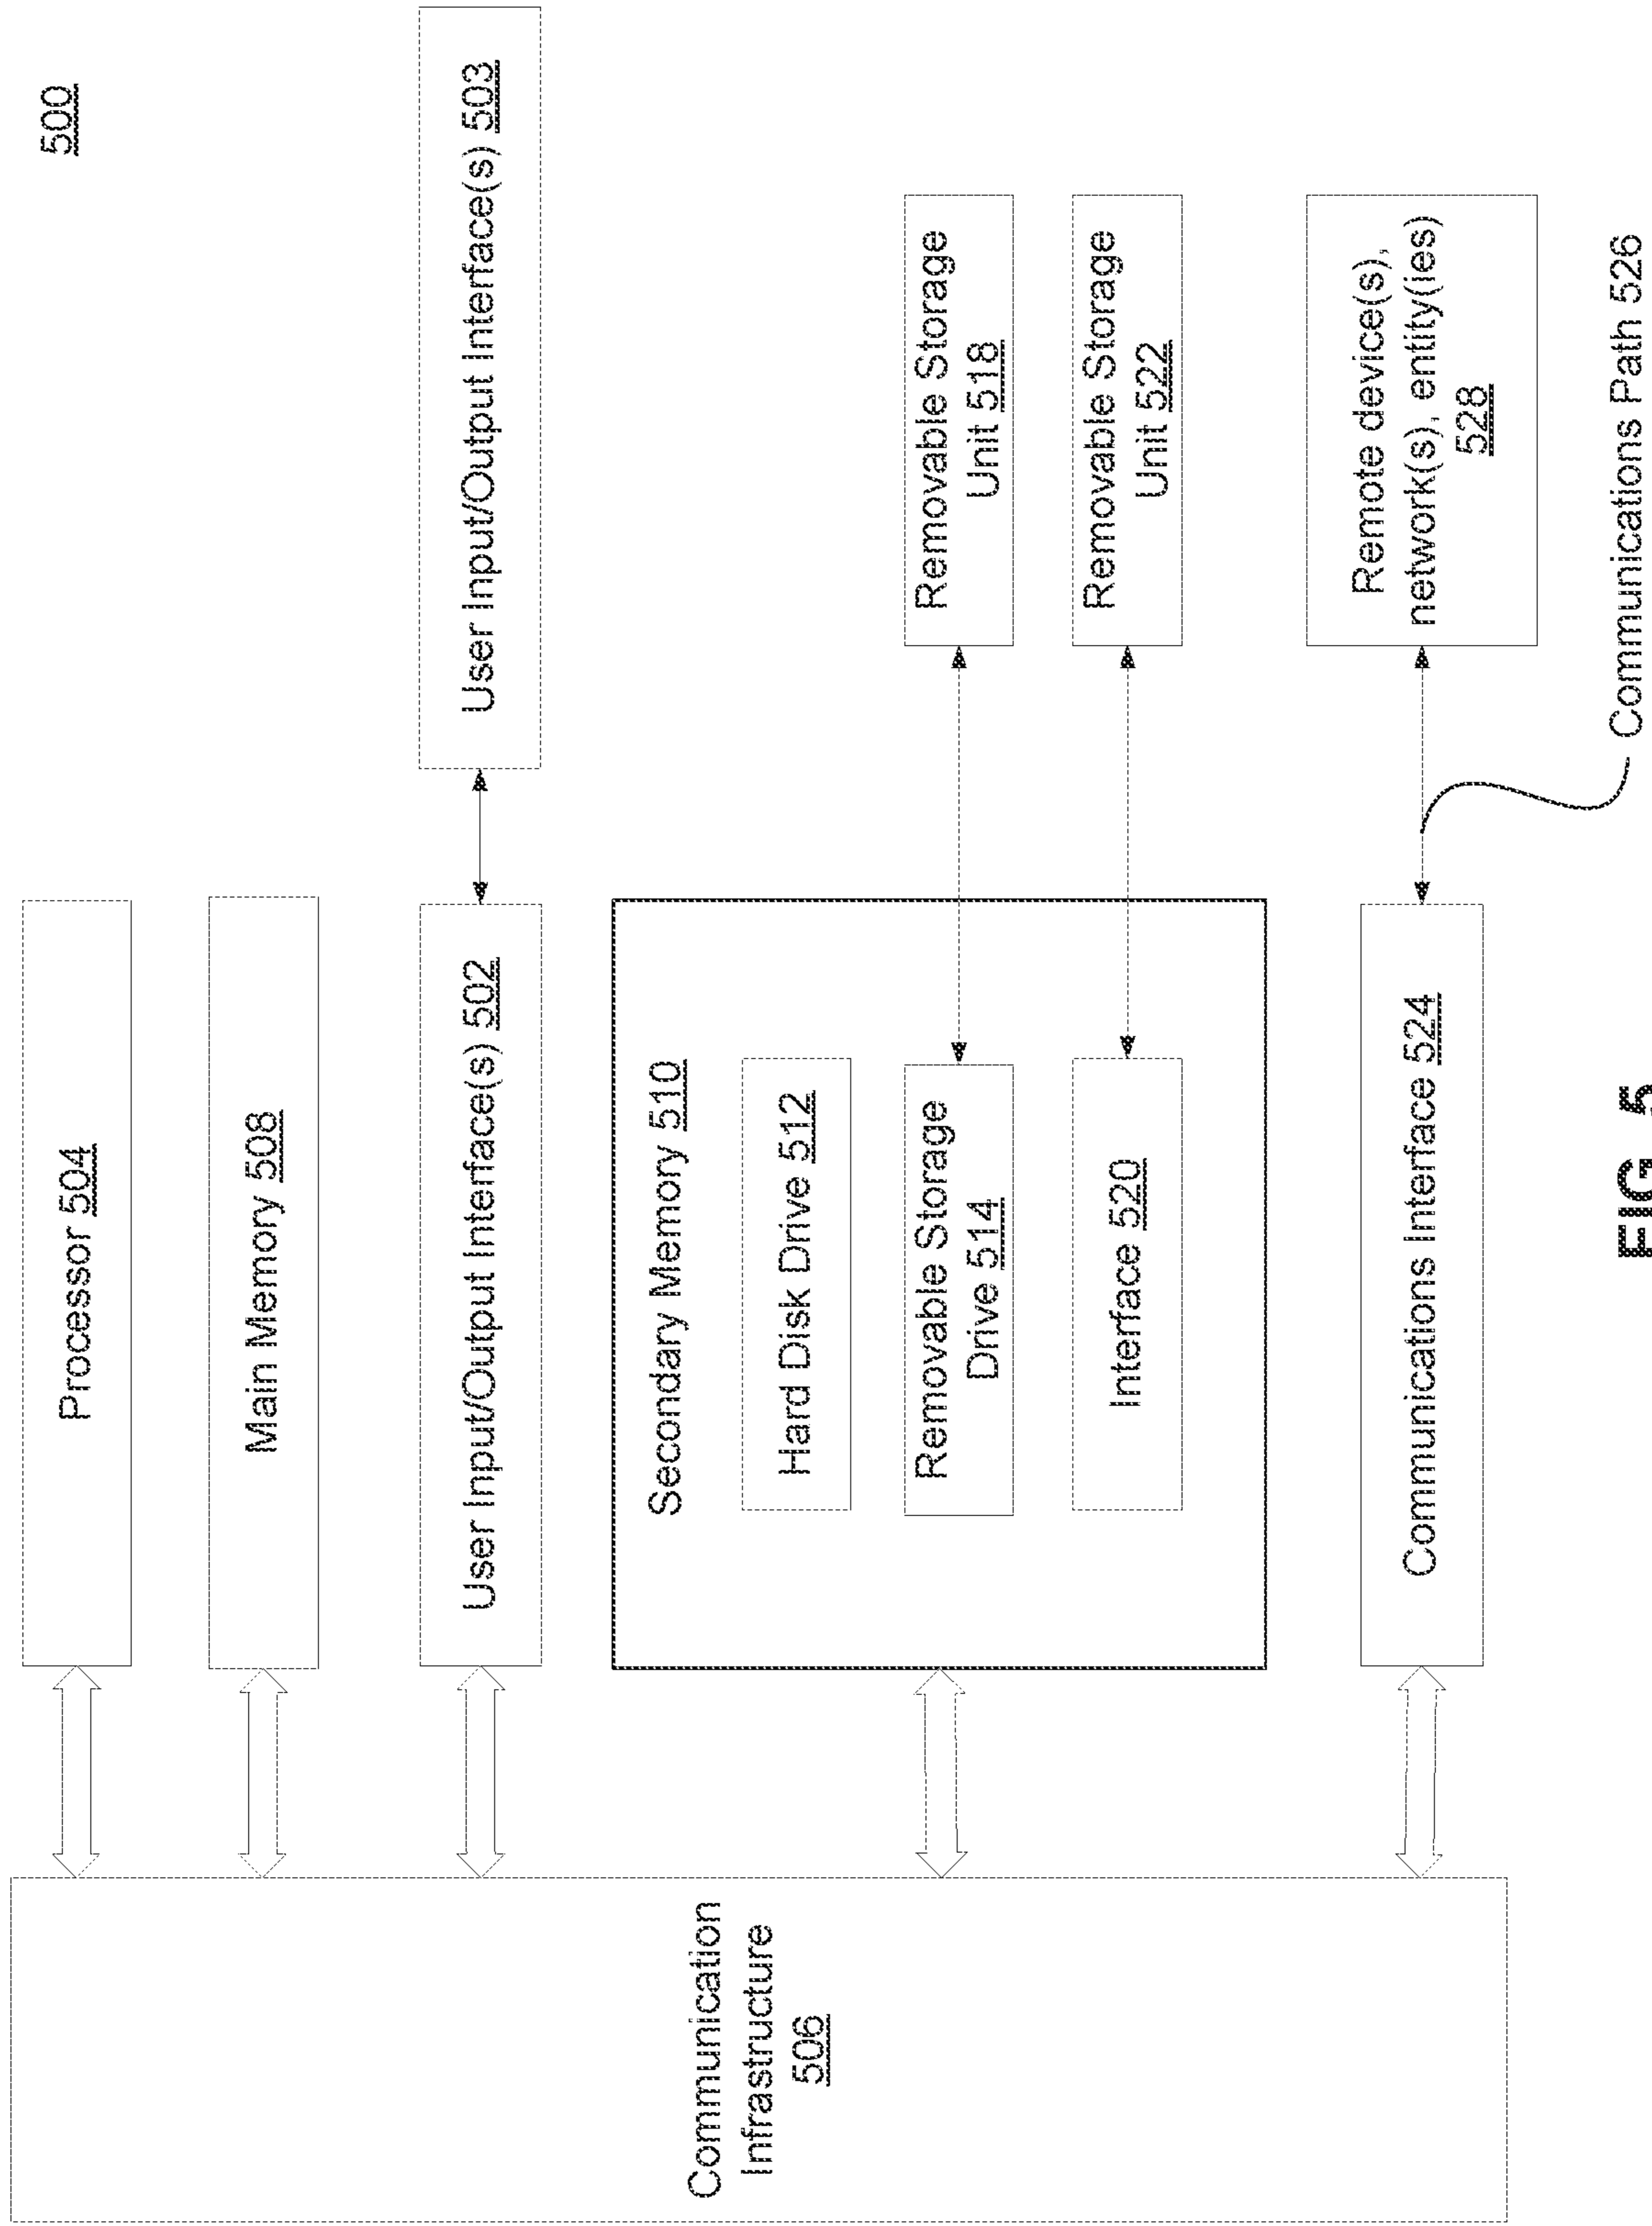 500
Processor 504
Main Memory 508
User Input/Output Interface(s) 502
User Input/Output Interface(s) 503
Communication
Infrastructure
506
Secondary Memory 510
Hard Disk Drive 512
Removable Storage
Drive 514
Removable Storage
Unit 518
Interface 520
Removable Storage
Unit 522
Communications Interface 524
Remote device(s),
network(s), entity(ies)
528
Communications Path 526
FIG. 5